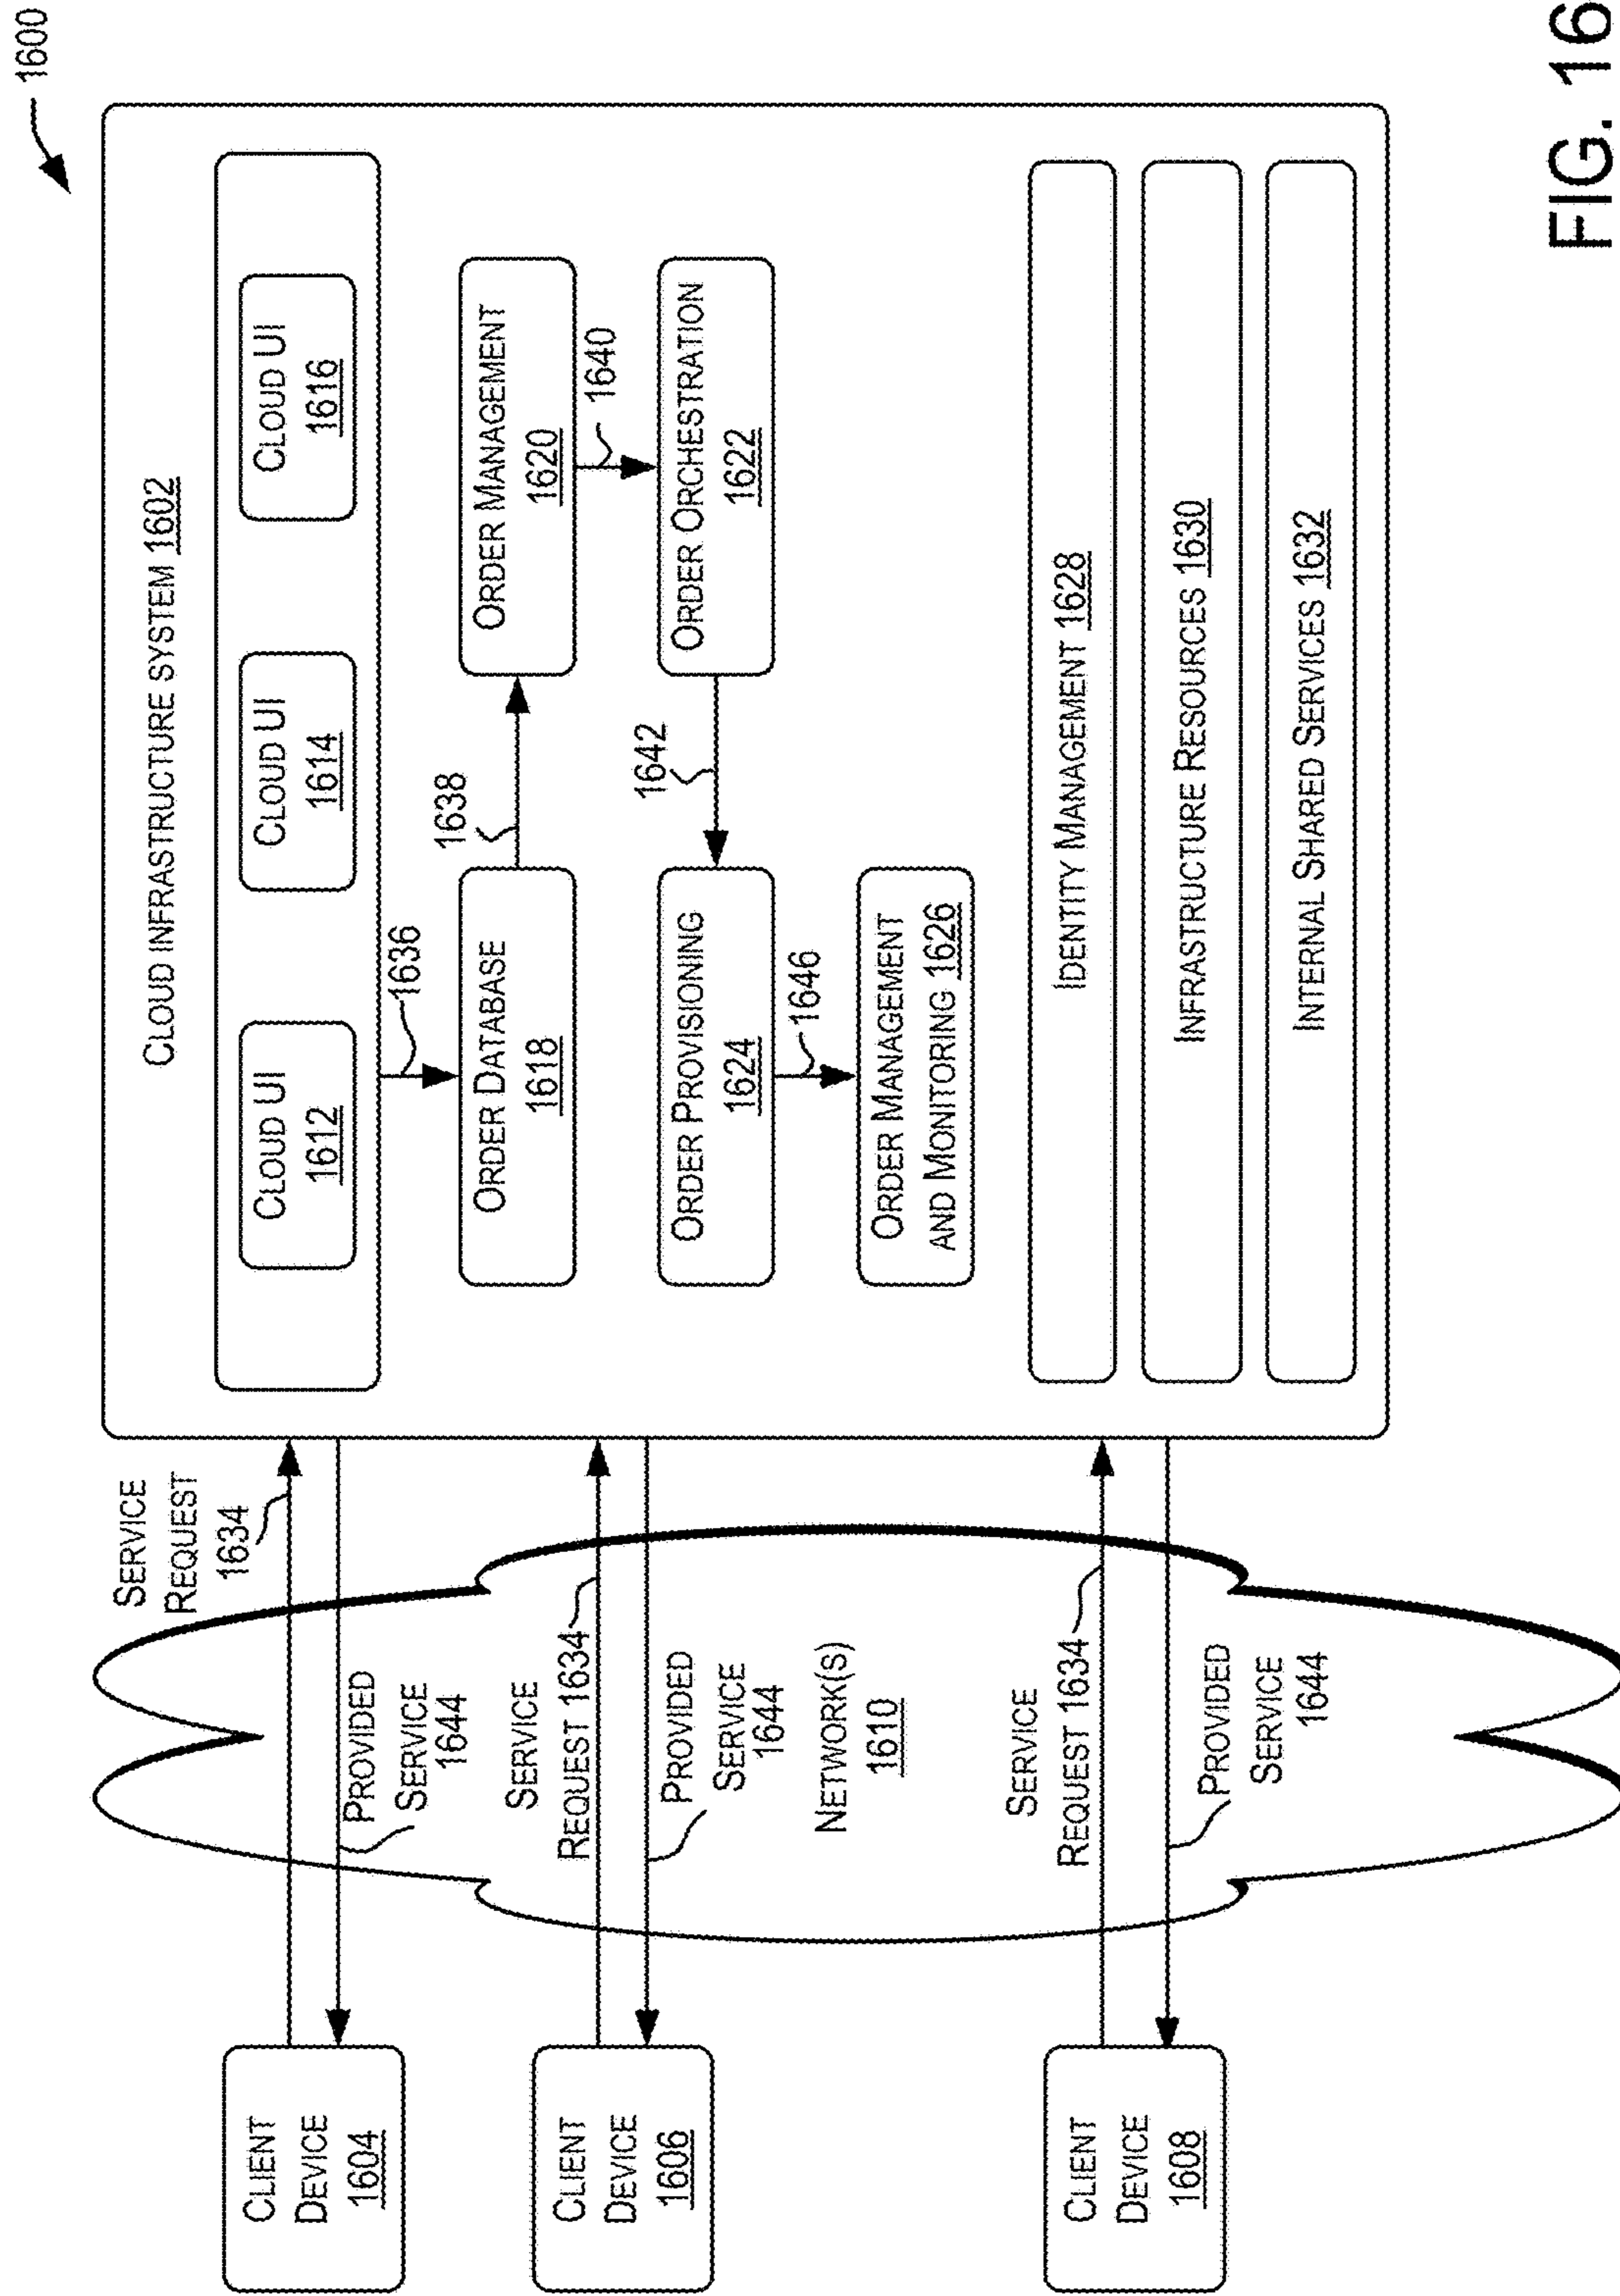 1600
CLOUD INFRASTRUCTURE SYSTEM 1602
CLOUD UI
1612
CLOUD UI
1614
CLOUD UI
1616
1636
ORDER DATABASE
1618
1638
ORDER MANAGEMENT
1620
1640
ORDER PROVISIONING
1624
1642
ORDER ORCHESTRATION
1622
1646
ORDER MANAGEMENT
AND MONITORING 1626
IDENTITY MANAGEMENT 1628
INFRASTRUCTURE RESOURCES 1630
INTERNAL SHARED SERVICES 1632
CLIENT
DEVICE
1604
SERVICE
REQUEST
1634
PROVIDED
SERVICE
1644
CLIENT
DEVICE
1606
SERVICE
REQUEST 1634
PROVIDED
SERVICE
1644
NETWORK(S)
1610
CLIENT
DEVICE
1608
SERVICE
REQUEST 1634
PROVIDED
SERVICE
1644
FIG. 16